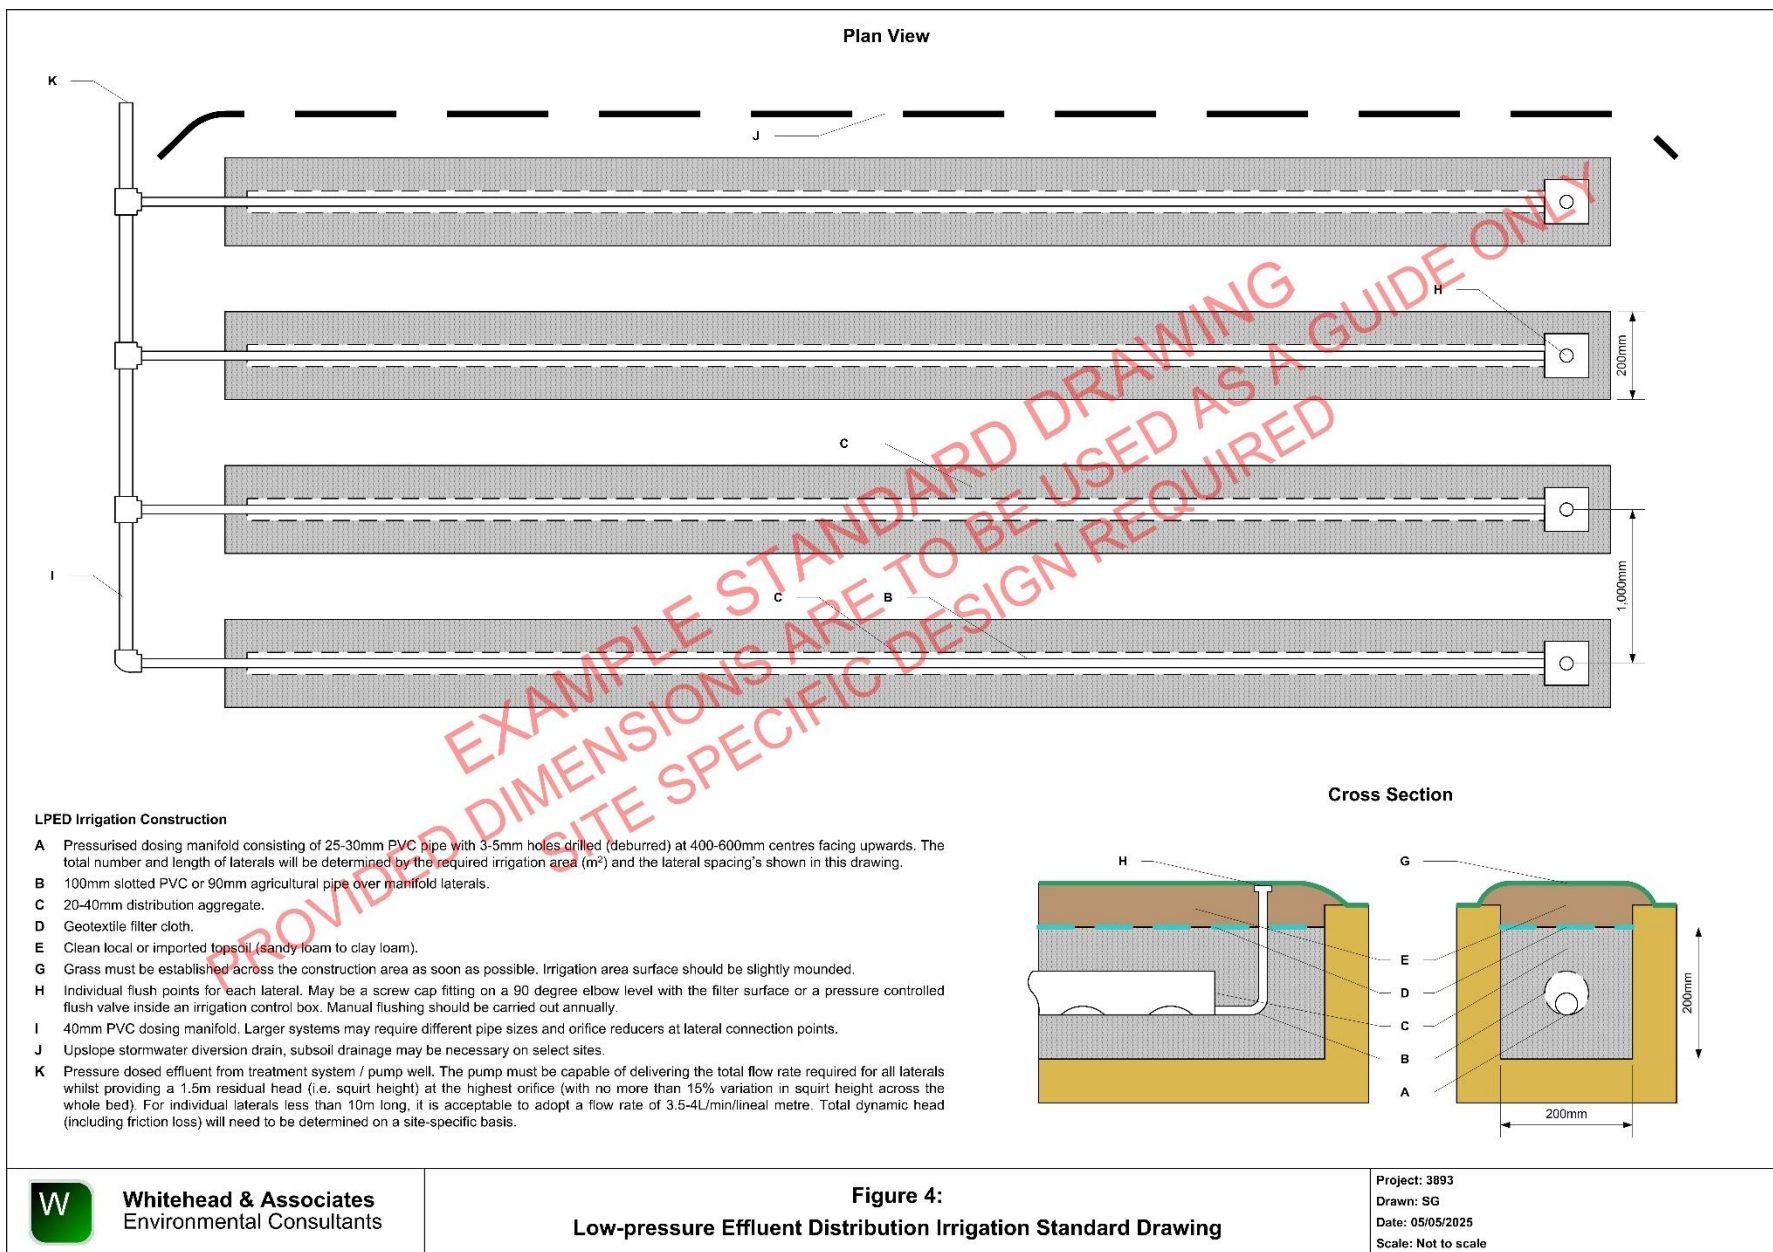 Plan View
K
J
H
200mm
C
1,000mm
I
C
B
EXAMPLE STANDARD DRAWING
PROVIDED DIMENSIONS ARE TO BE USED AS A GUIDE ONLY
SITE SPECIFIC DESIGN REQUIRED
LPED Irrigation Construction
A Pressurised dosing manifold consisting of 25-30mm PVC pipe with 3-5mm holes drilled (deburred) at 400-600mm centres facing upwards. The
total number and length of laterals will be determined by the required irrigation area (m²) and the lateral spacing's shown in this drawing.
B 100mm slotted PVC or 90mm agricultural pipe over manifold laterals.
C 20-40mm distribution aggregate.
D Geotextile filter cloth.
E Clean local or imported topsoil (sandy loam to clay loam).
G Grass must be established across the construction area as soon as possible. Irrigation area surface should be slightly mounded.
H Individual flush points for each lateral. May be a screw cap fitting on a 90 degree elbow level with the filter surface or a pressure controlled
flush valve inside an irrigation control box. Manual flushing should be carried out annually.
I 40mm PVC dosing manifold. Larger systems may require different pipe sizes and orifice reducers at lateral connection points.
J Upslope stormwater diversion drain, subsoil drainage may be necessary on select sites.
K Pressure dosed effluent from treatment system / pump well. The pump must be capable of delivering the total flow rate required for all laterals
whilst providing a 1.5m residual head (i.e. squirt height) at the highest orifice (with no more than 15% variation in squirt height across the
whole bed). For individual laterals less than 10m long, it is acceptable to adopt a flow rate of 3.5-4L/min/lineal metre. Total dynamic head
(including friction loss) will need to be determined on a site-specific basis.
Cross Section
H
G
E
D
C
B
A
200mm
200mm
W
Whitehead & Associates
Environmental Consultants
Figure 4:
Low-pressure Effluent Distribution Irrigation Standard Drawing
Project: 3893
Drawn: SG
Date: 05/05/2025
Scale: Not to scale